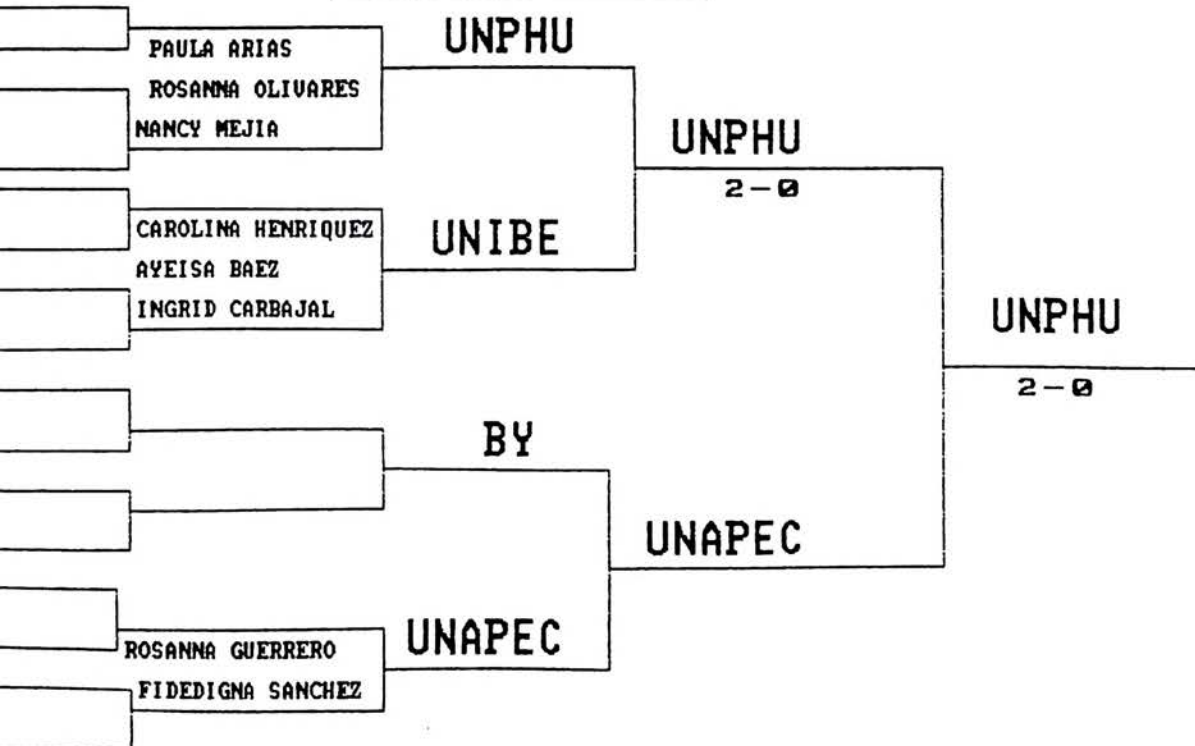 UNPHU
PAULA ARIAS
ROSANNA OLIVARES
NANCY MEJIA
UNPHU
2-0
CAROLINA HENRIQUEZ
UNIBE
AYEISA BAEZ
INGRID CARBAJAL
UNPHU
2-0
BY
UNAPEC
UNAPEC
ROSANNA GUERRERO
FIDEDIGNA SANCHEZ